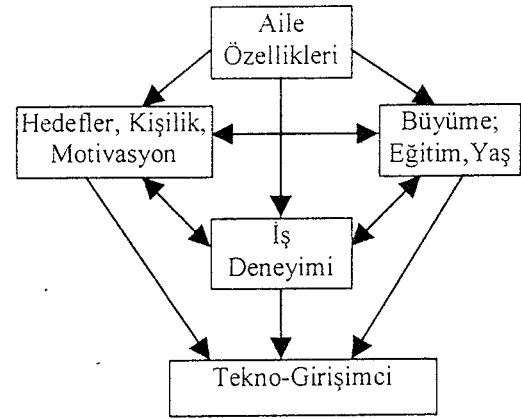 Aile
Özellikleri
Hedefler, Kişilik,
Motivasyon
Büyüme;
Eğitim,Yaş
İş
Deneyimi
Tekno-Girişimci